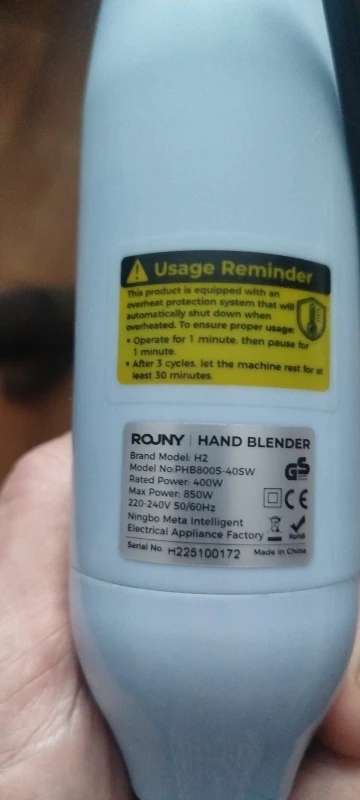 Usage Reminder
This product is equipped with an
overheat protection system that will
automatically shut down when
overheated. To ensure proper usage:
• Operate for 1 minute, then pause for
1 minute.
• After 3 cycles, let the machine rest for at
least 30 minutes.
ROJNY | HAND BLENDER
Brand Model: H2
Model No:PHB8005-40SW
Rated Power: 400W
Max Power: 850W
220-240V 50/60Hz
Ningbo Meta Intelligent
Electrical Appliance Factory
GS
CE
RoHS
Serial No. H225100172 Made in China